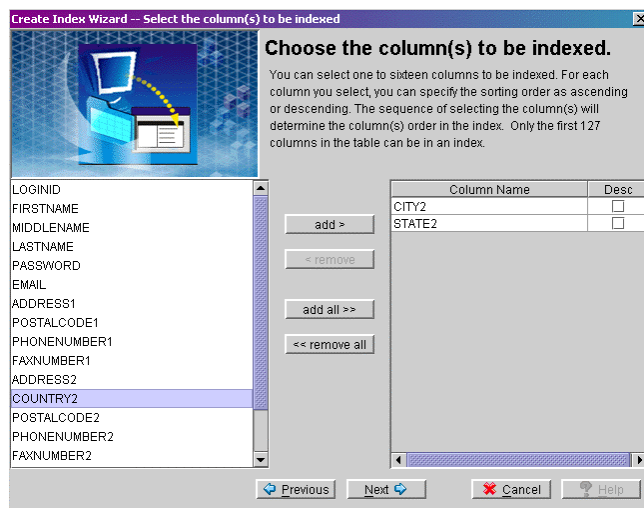 Create Index Wizard -- Select the column(s) to be indexed
Choose the column(s) to be indexed.
You can select one to sixteen columns to be indexed. For each
column you select, you can specify the sorting order as ascending
or descending. The sequence of selecting the column(s) will
determine the column(s) order in the index. Only the first 127
columns in the table can be in an index.
LOGINID
FIRSTNAME
MIDDLENAME
LASTNAME
PASSWORD
EMAIL
ADDRESS1
POSTALCODE1
PHONENUMBER1
FAXNUMBER1
ADDRESS2
COUNTRY2
POSTALCODE2
PHONENUMBER2
FAXNUMBER2
add >
< remove
add all >>
<< remove all
Column Name Desc
CITY2
STATE2
Previous Next Cancel Help